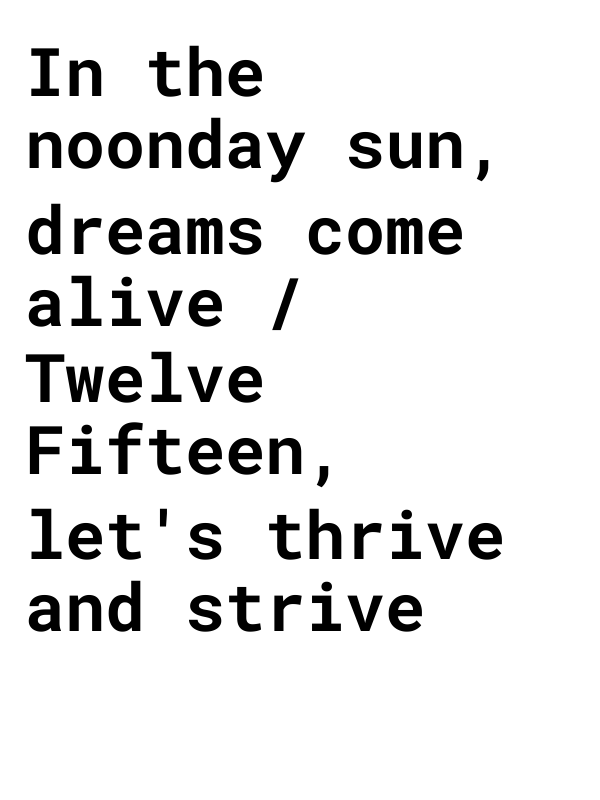 In the
noonday sun,
dreams come
alive /
Twelve
Fifteen,
let's thrive
and strive